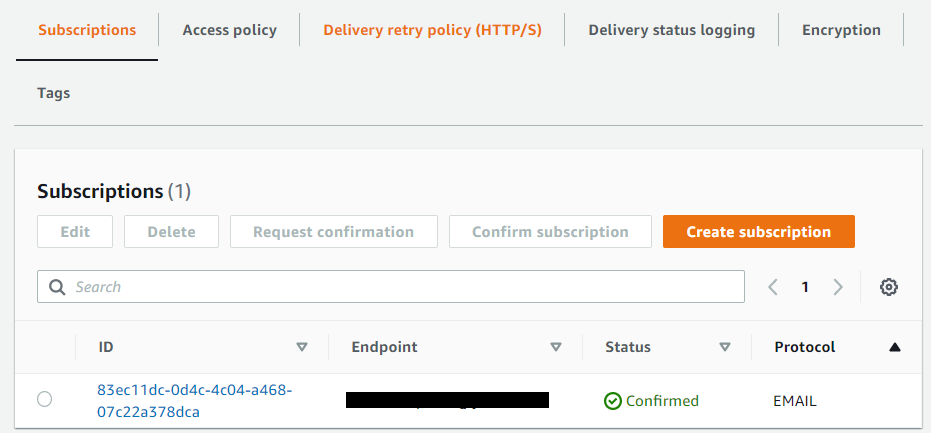 Subscriptions Access policy Delivery retry policy (HTTP/S) Delivery status logging Encryption
Tags
Subscriptions (1)
Edit Delete Request confirmation Confirm subscription Create subscription
Search 1
ID Endpoint Status Protocol
83ec11dc-0d4c-4c04-a468-
07c22a378dca Confirmed EMAIL